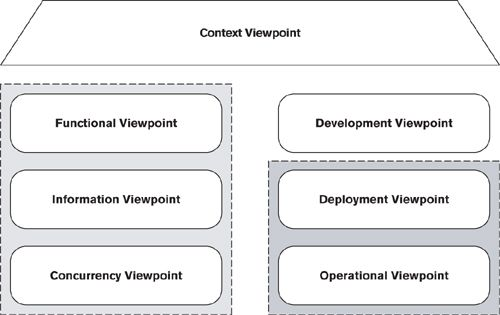 Context Viewpoint
Functional Viewpoint
Development Viewpoint
Information Viewpoint
Deployment Viewpoint
Concurrency Viewpoint
Operational Viewpoint